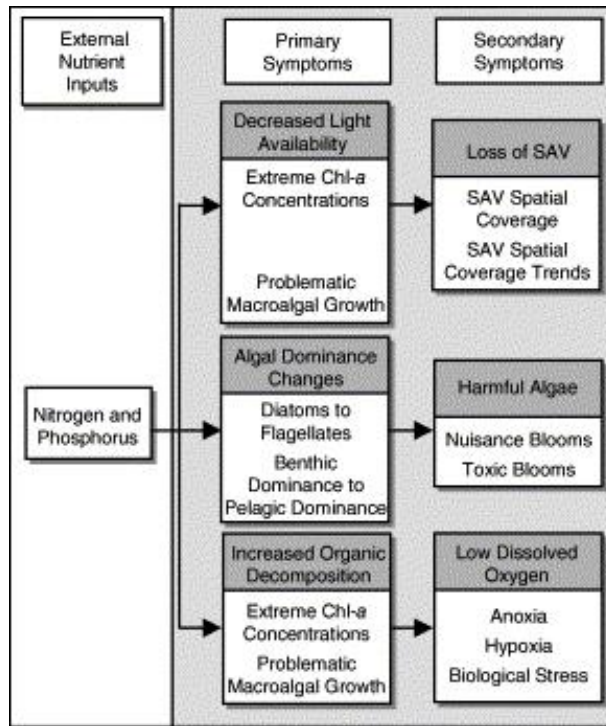 External
Nutrient
Inputs
Primary
Symptoms
Secondary
Symptoms
Decreased Light
Availability
Extreme Chl-a
Concentrations
Problematic
Macroalgal Growth
Loss of SAV
SAV Spatial
Coverage
SAV Spatial
Coverage Trends
Nitrogen and
Phosphorus
Algal Dominance
Changes
Diatoms to
Flagellates
Benthic
Dominance to
Pelagic Dominance
Harmful Algae
Nuisance Blooms
Toxic Blooms
Increased Organic
Decomposition
Extreme Chl-a
Concentrations
Problematic
Macroalgal Growth
Low Dissolved
Oxygen
Anoxia
Hypoxia
Biological Stress